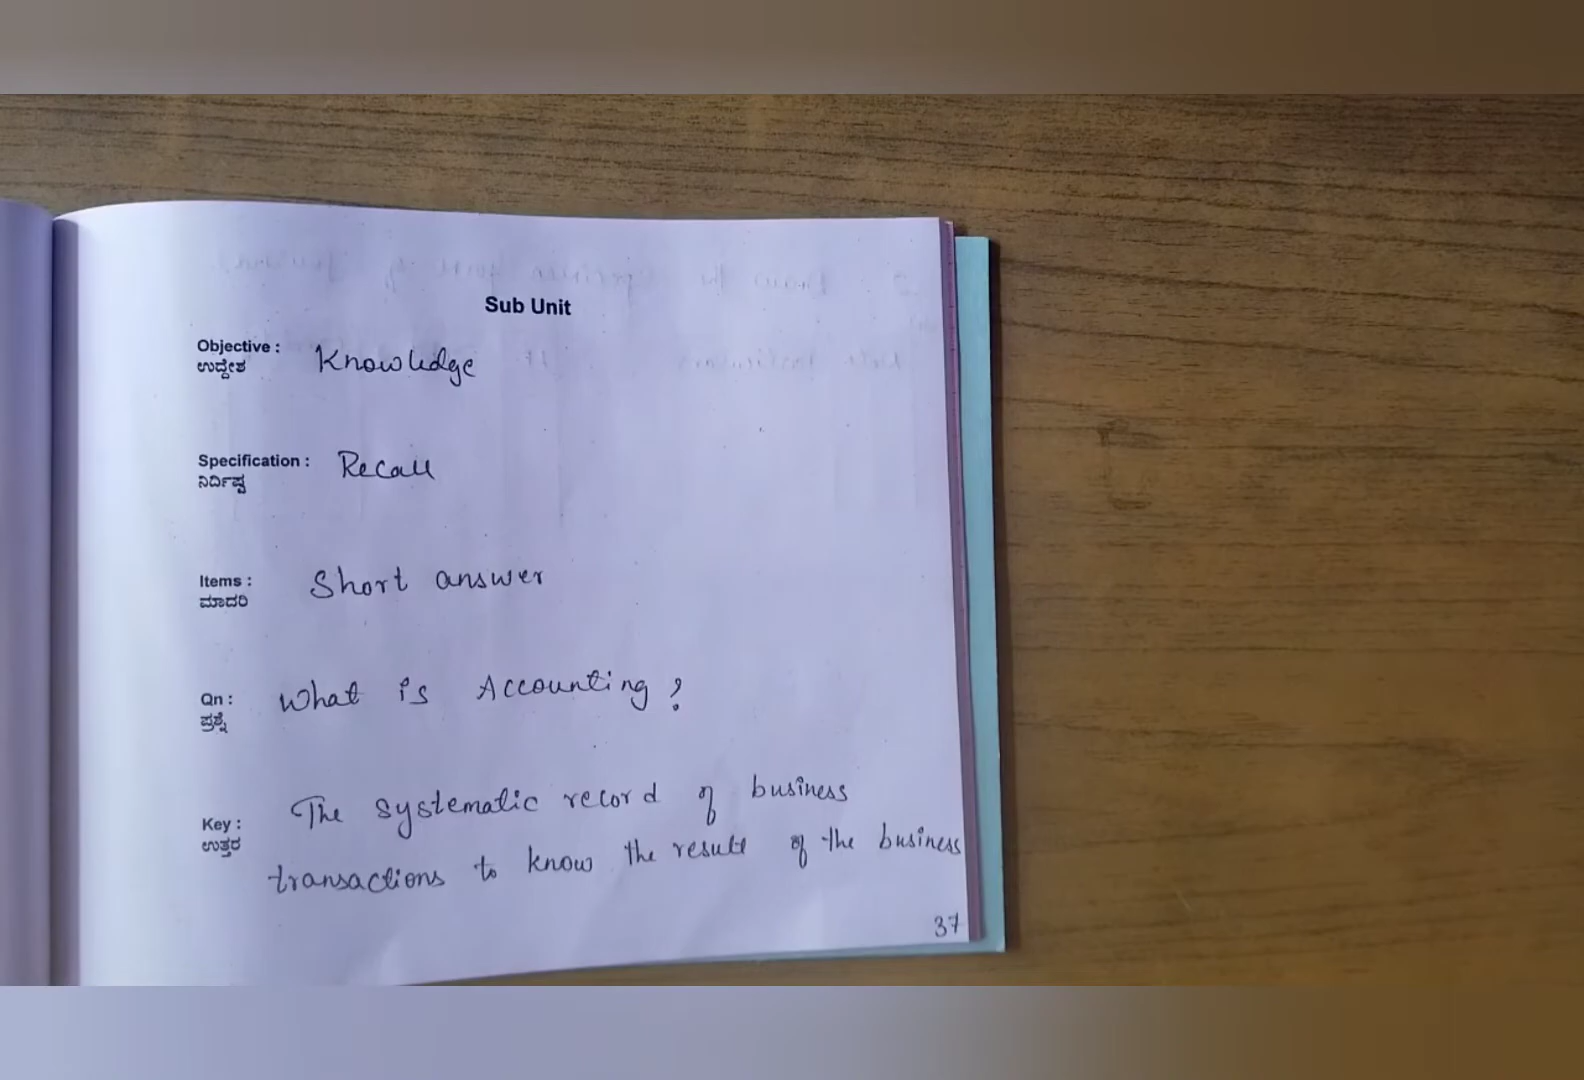 Sub Unit
Objective : Knowledge
ಉದ್ದೇಶ
Specification : Recall
ನಿರ್ದಿಷ್ಟ
Items : Short answer
ಮಾದರಿ
Qn : What is Accounting ?
ಪ್ರಶ್ನೆ
Key : The systematic record of business
ಉತ್ತರ
transactions to know the result of the business
37